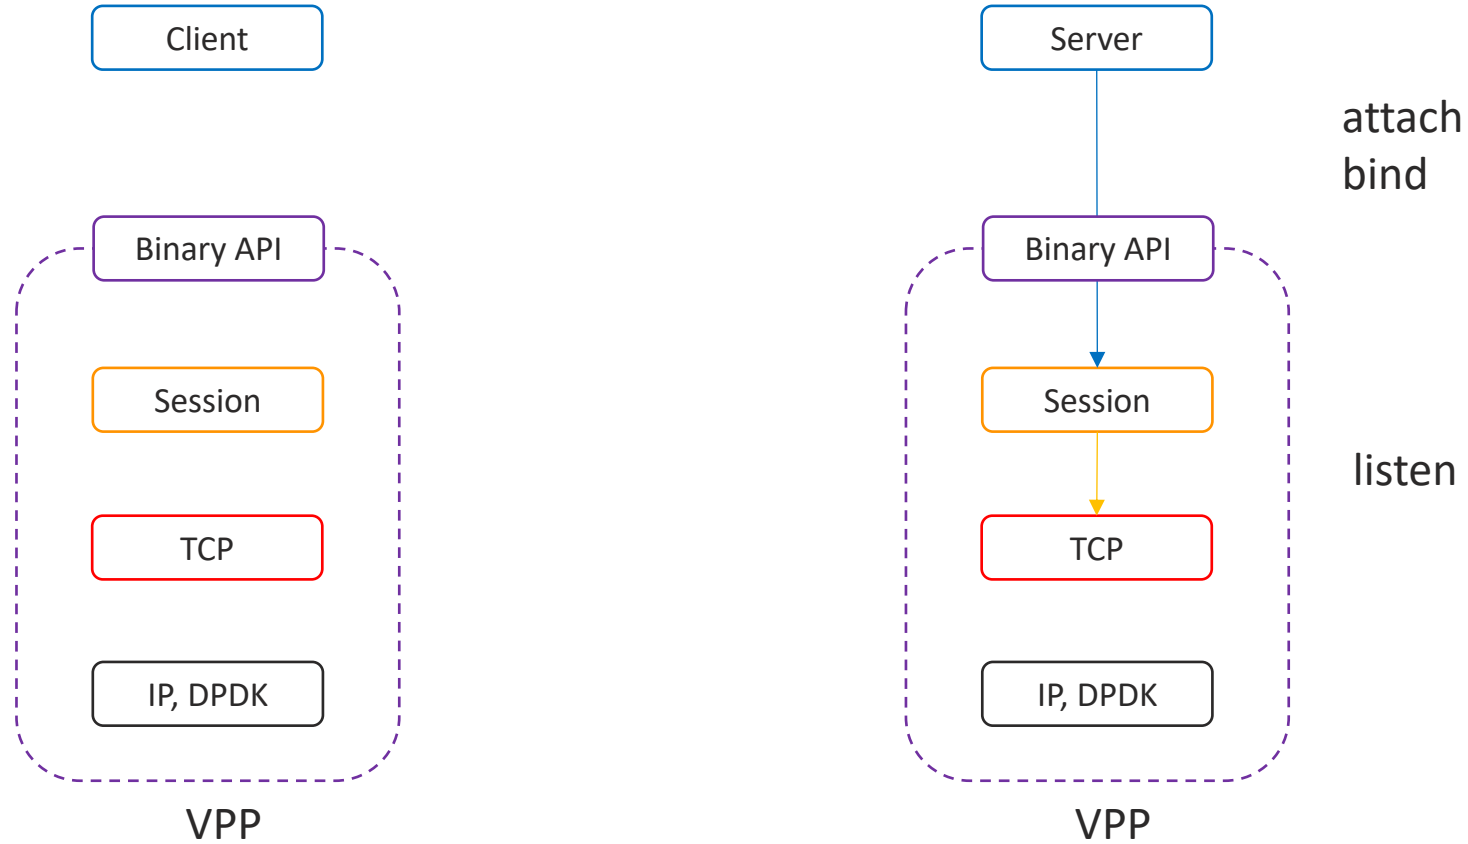 Client
Server
attach
bind
Binary API
Binary API
Session
Session
listen
TCP
TCP
IP, DPDK
IP, DPDK
VPP
VPP